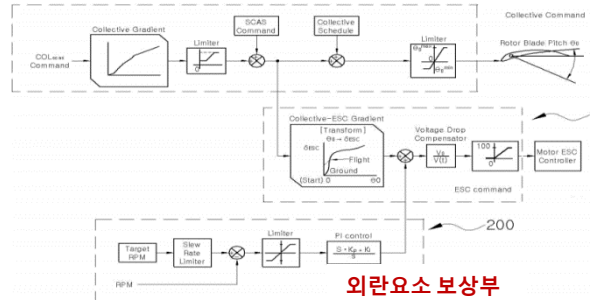 SCAS
Command
Collective
Schedule
Collective Command
Collective Gradient
Limiter
Limiter
Rotor Blade Pitch θ
Command
Collective-ESC Gradient
[Transform]
Flight
Ground
(Start) 0
Voltage Drop
Compensator
V(t)
100
0
Motor ESC
Controller
ESC command
200
Target
RPM
Slew
Rate
Limiter
Limiter
PI control
S
RPM
외란요소 보상부